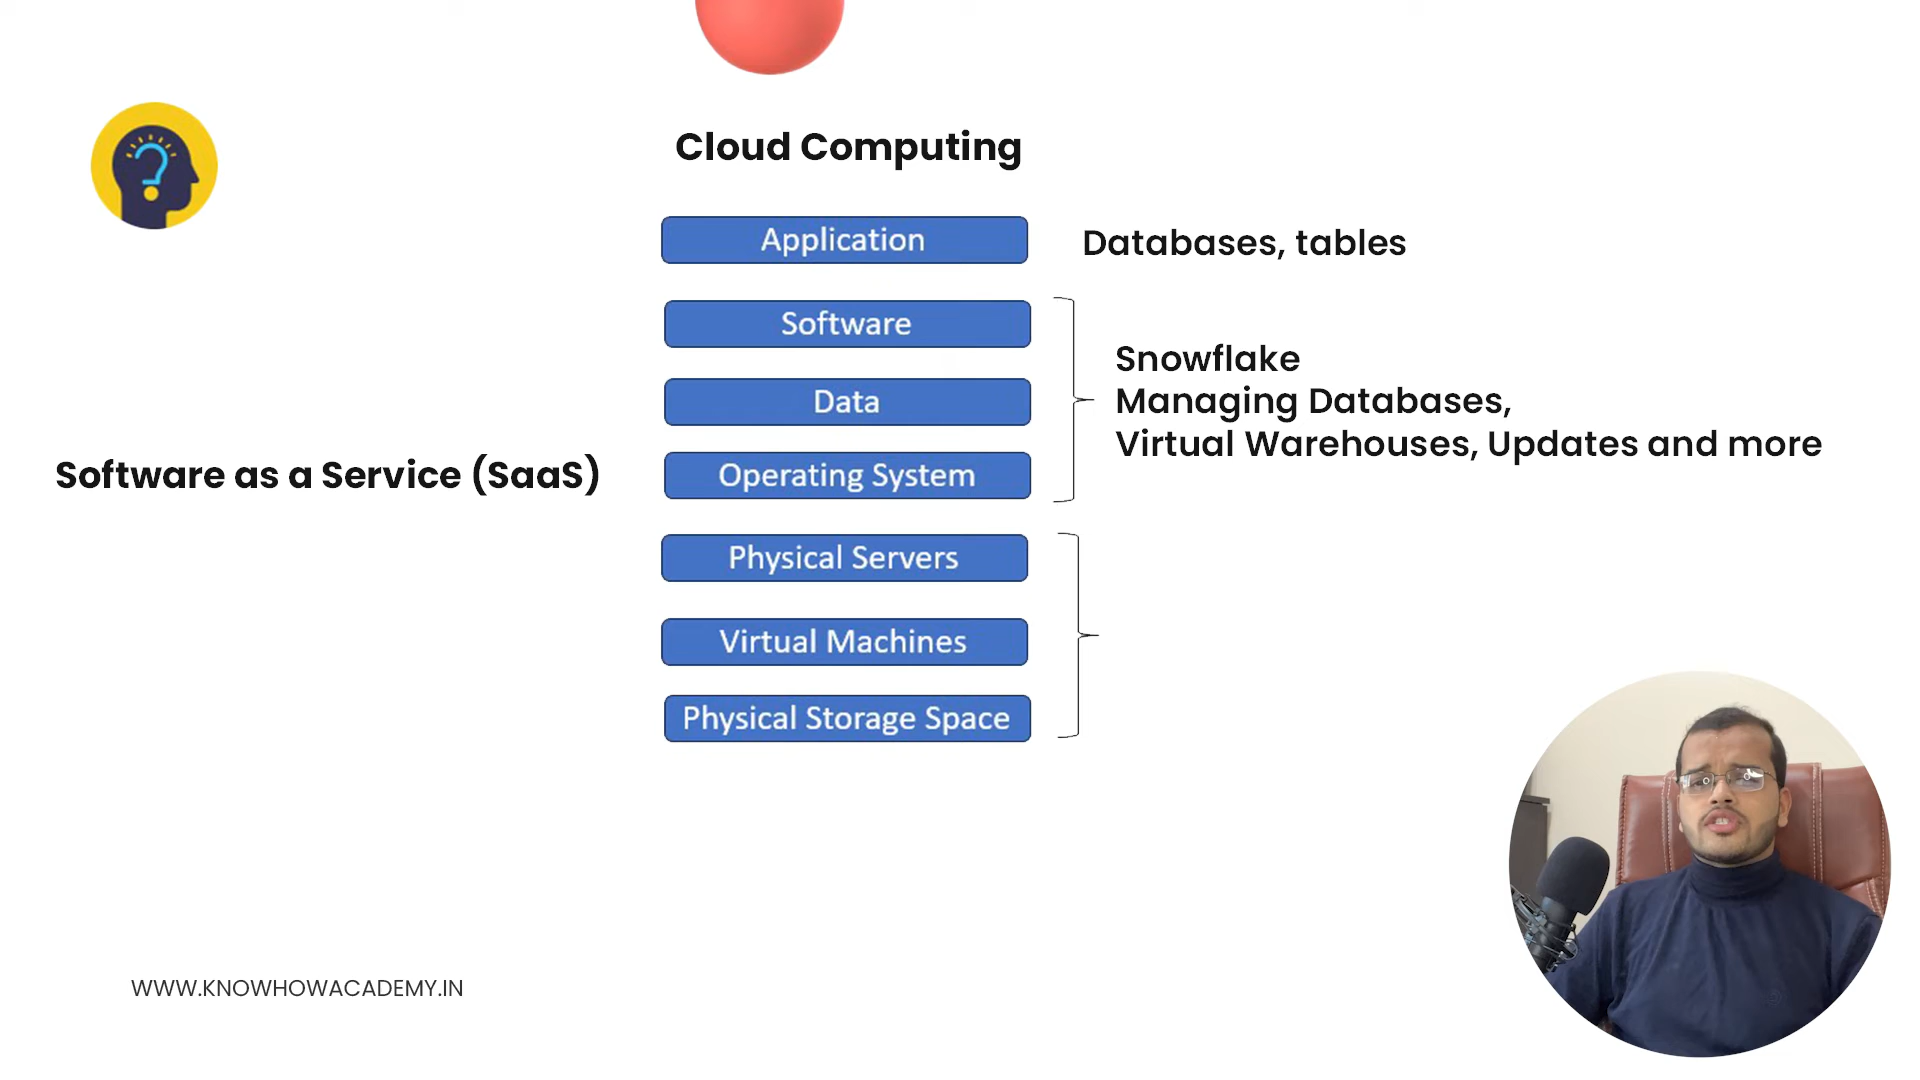 Cloud Computing
Application
Databases, tables
Software
Data
Operating System
Snowflake
Managing Databases,
Virtual Warehouses, Updates and more
Software as a Service (SaaS)
Physical Servers
Virtual Machines
Physical Storage Space
WWW.KNOWHOWACADEMY.IN